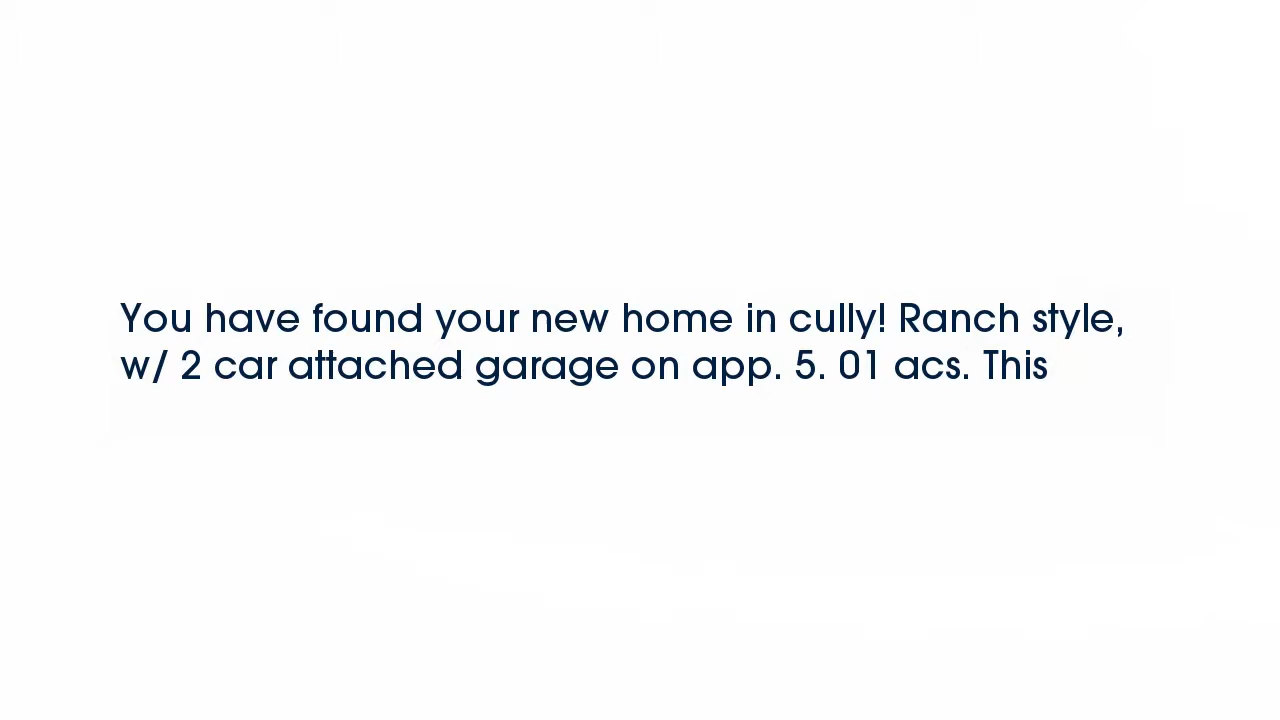 You have found your new home in cully! Ranch style,
w/ 2 car attached garage on app. 5. 01 acs. This